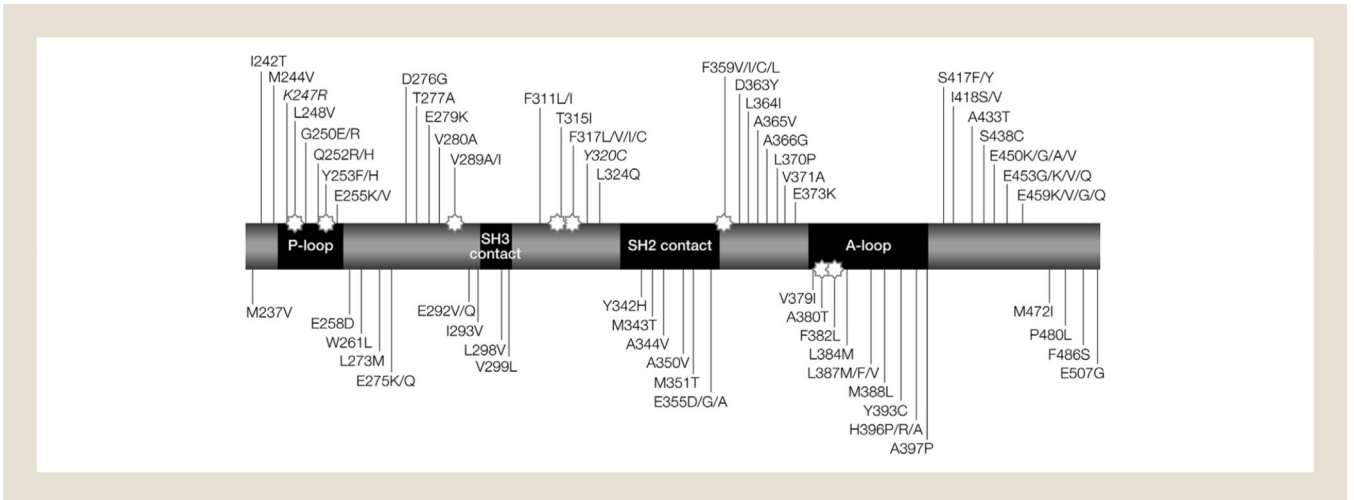 I242T
M244V
K247R
L248V
G250E/R
Q252R/H
Y253F/H
E255K/V
D276G
T277A
E279K
V280A
V289A/I
F311L/I
T315I
F317L/V/I/C
Y320C
L324Q
F359V/I/C/L
D363Y
L364I
A365V
A366G
L370P
V371A
E373K
S417F/Y
I418S/V
A433T
S438C
E450K/G/A/V
E453G/K/V/Q
E459K/V/G/Q
P-loop
SH3
contact
SH2 contact
A-loop
M237V
E258D
W261L
L273M
E275K/Q
E292V/Q
I293V
L298V
V299L
Y342H
M343T
A344V
A350V
M351T
E355D/G/A
V379I
A380T
F382L
L384M
L387M/F/V
M388L
Y393C
H396P/R/A
A397P
M472I
P480L
F486S
E507G